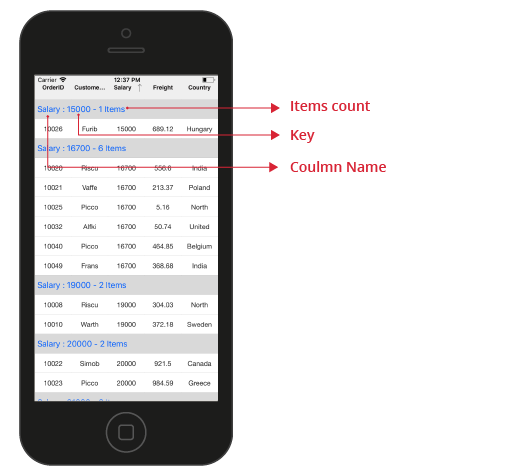 Carrier 12:37 PM
OrderID Custome... Salary ↑ Freight Country
Salary : 15000 - 1 Items
10026 Furib 15000 689.12 Hungary
Salary : 16700 - 6 Items
10020 Riscu 16700 556.6 India
10021 Vaffe 16700 213.37 Poland
10025 Picco 16700 5.16 North
10032 Alfki 16700 50.74 United
10040 Picco 16700 464.85 Belgium
10049 Frans 16700 368.68 India
Salary : 19000 - 2 Items
10008 Riscu 19000 304.03 North
10010 Warth 19000 372.18 Sweden
Salary : 20000 - 2 Items
10022 Simob 20000 921.5 Canada
10023 Picco 20000 984.59 Greece
Items count
Key
Coulmn Name